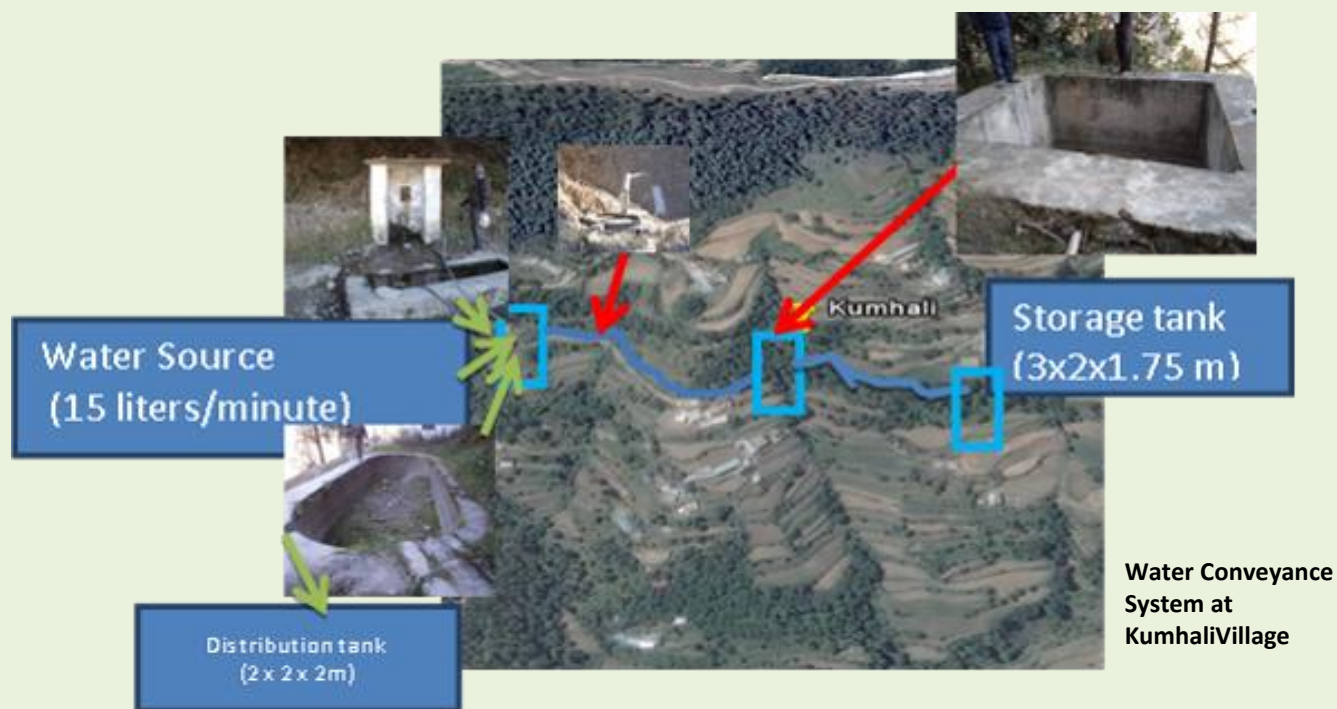 Kumhali
Storage tank
(3x2x1.75 m)
Water Source
(15 liters/minute)
Distribution tank
(2 x 2 x 2m)
Water Conveyance
System at
KumhaliVillage